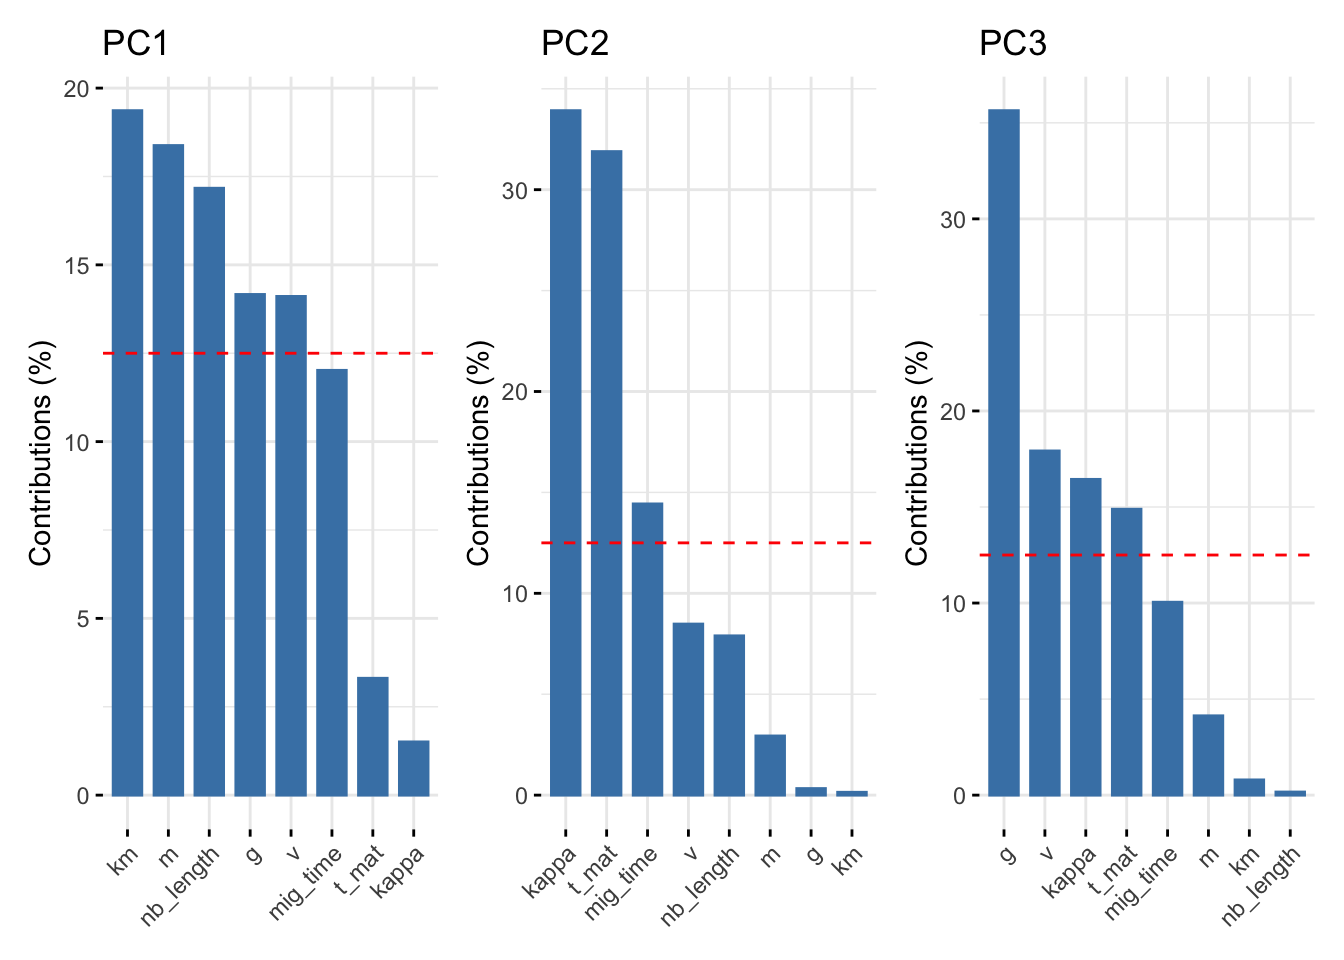 PC1
Contributions (%)
20
15
10
5
0
km
m
nb_length
g
v
mig_time
t_mat
kappa
PC2
Contributions (%)
30
20
10
0
kappa
t_mat
mig_time
v
nb_length
m
g
km
PC3
Contributions (%)
30
20
10
0
g
v
kappa
t_mat
mig_time
m
km
nb_length